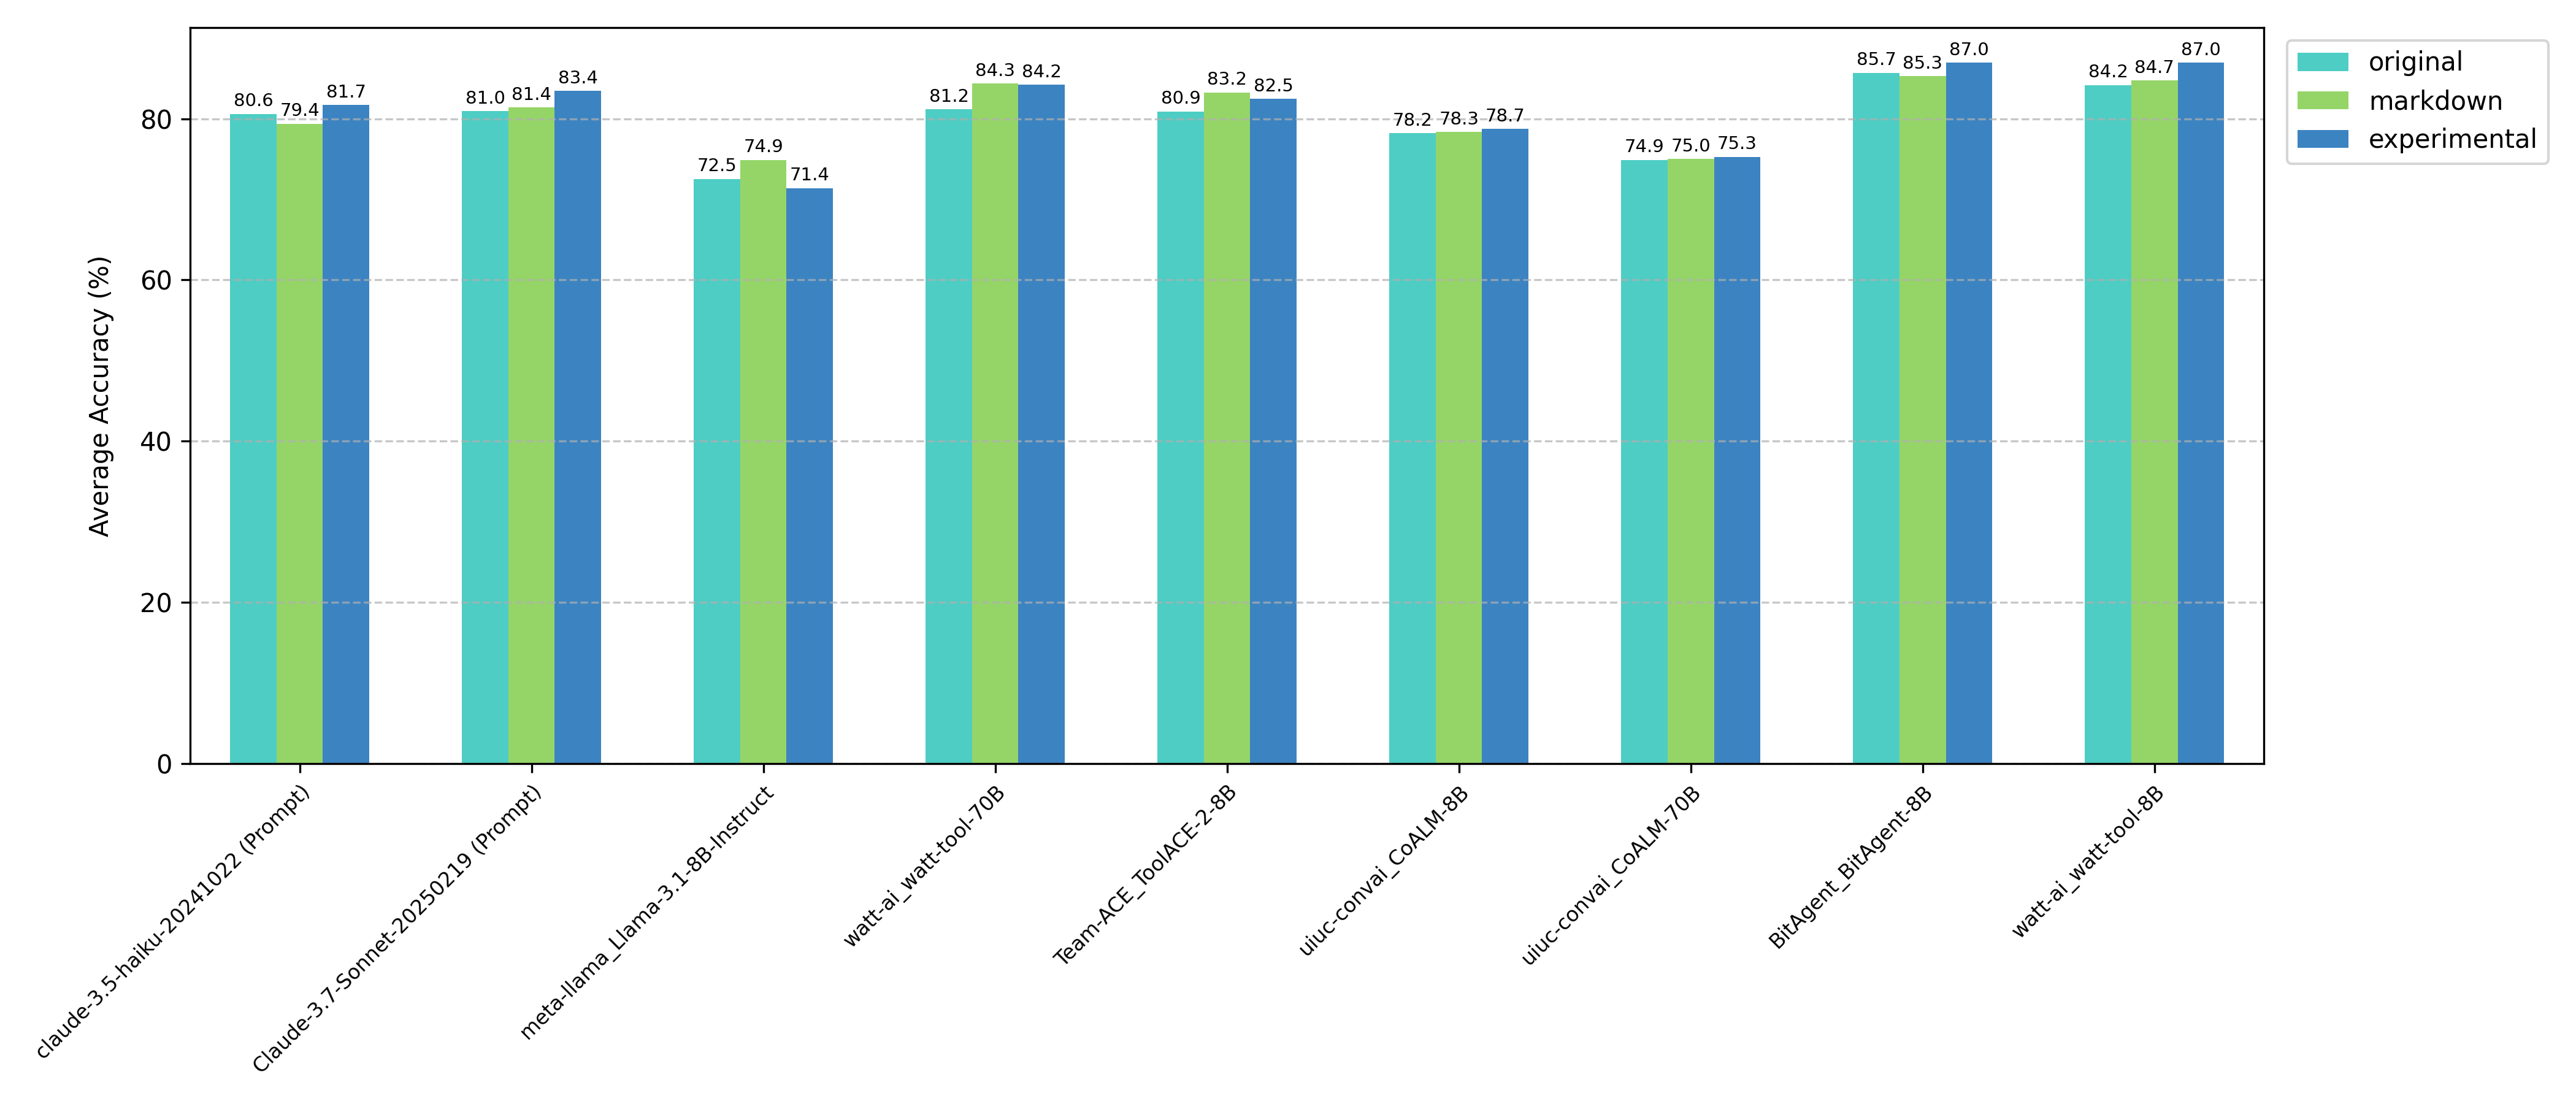 Average Accuracy (%)
80
60
40
20
0
80.6 79.4 81.7
81.0 81.4 83.4
72.5 74.9 71.4
81.2 84.3 84.2
80.9 83.2 82.5
78.2 78.3 78.7
74.9 75.0 75.3
85.7 85.3 87.0
84.2 84.7 87.0
claude-3.5-haiku-20241022 (Prompt)
Claude-3.7-Sonnet-20250219 (Prompt)
meta-llama_Llama-3.1-8B-Instruct
watt-ai_watt-tool-70B
Team-ACE_ToolACE-2-8B
uiuc-convai_CoALM-8B
uiuc-convai_CoALM-70B
BitAgent_BitAgent-8B
watt-ai_watt-tool-8B
original
markdown
experimental